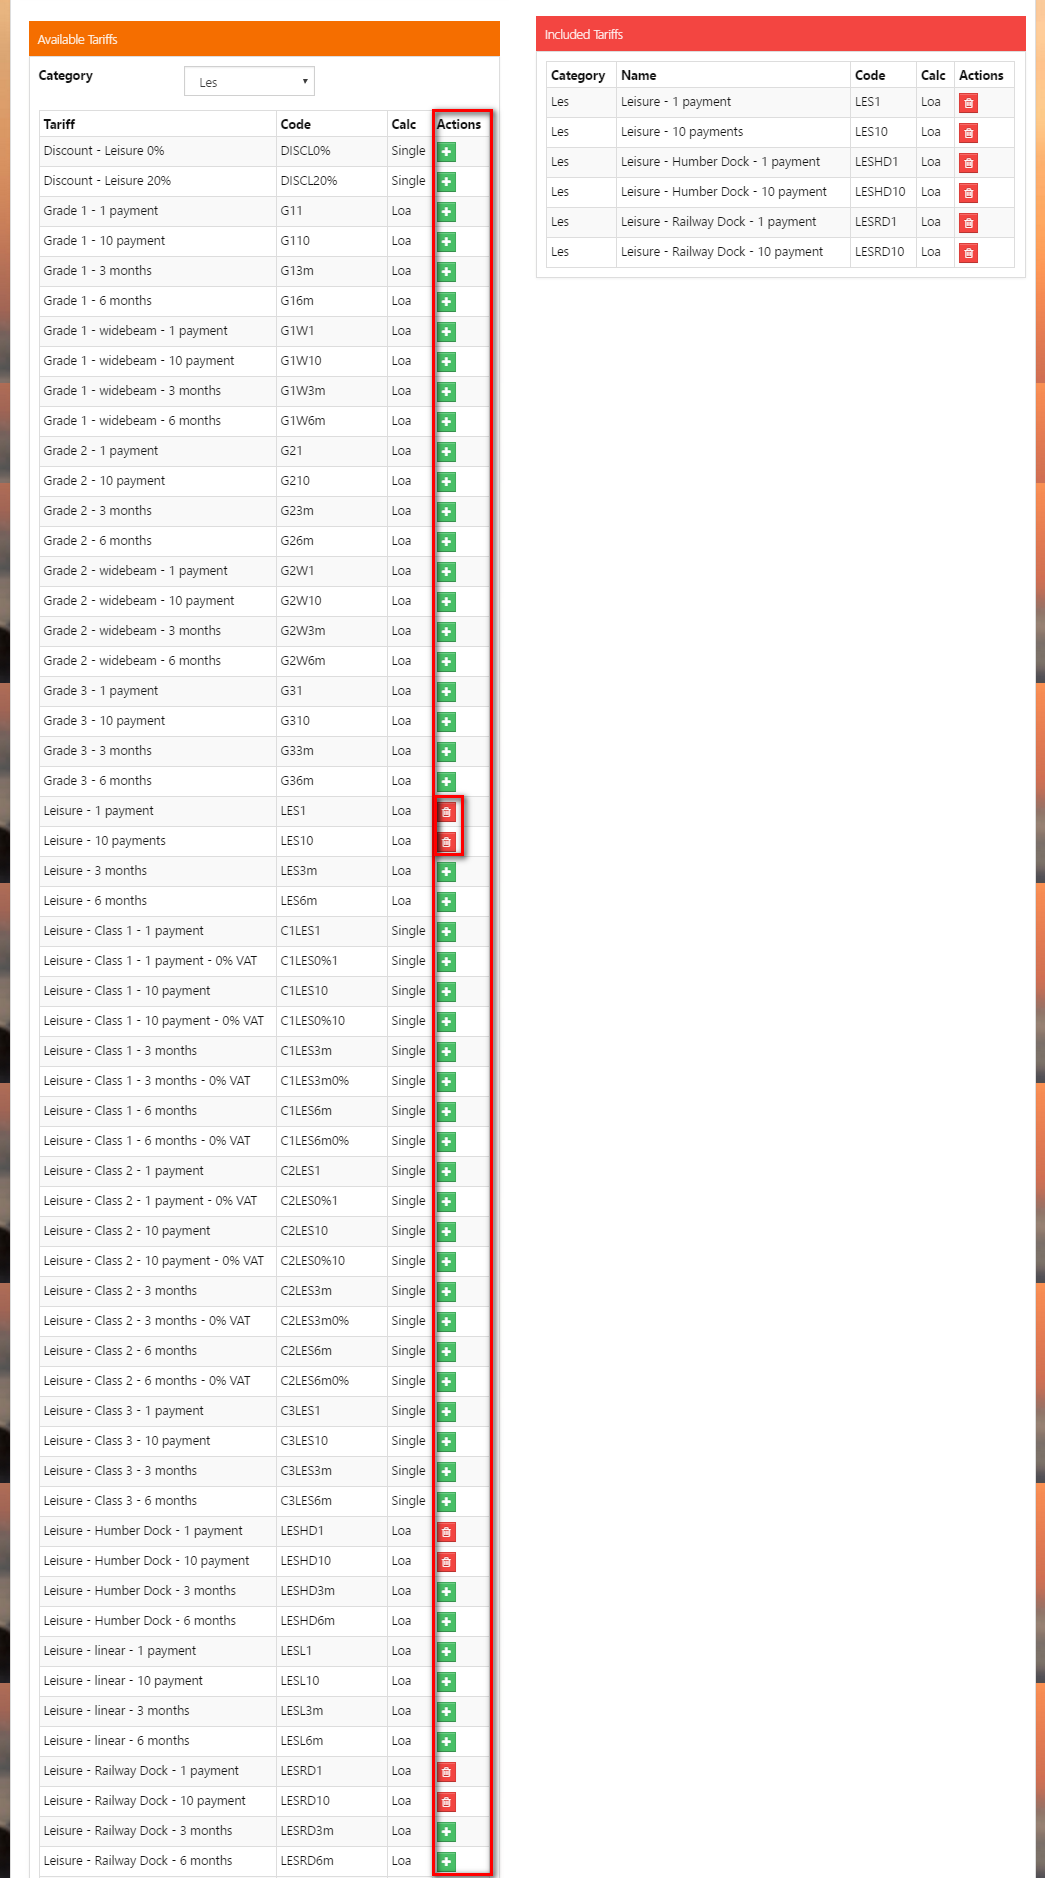 Available Tariffs
Category Les
Tariff Code Calc Actions
Discount - Leisure 0% DISCL0% Single
Discount - Leisure 20% DISCL20% Single
Grade 1 - 1 payment G11 Loa
Grade 1 - 10 payment G110 Loa
Grade 1 - 3 months G13m Loa
Grade 1 - 6 months G16m Loa
Grade 1 - widebeam - 1 payment G1W1 Loa
Grade 1 - widebeam - 10 payment G1W10 Loa
Grade 1 - widebeam - 3 months G1W3m Loa
Grade 1 - widebeam - 6 months G1W6m Loa
Grade 2 - 1 payment G21 Loa
Grade 2 - 10 payment G210 Loa
Grade 2 - 3 months G23m Loa
Grade 2 - 6 months G26m Loa
Grade 2 - widebeam - 1 payment G2W1 Loa
Grade 2 - widebeam - 10 payment G2W10 Loa
Grade 2 - widebeam - 3 months G2W3m Loa
Grade 2 - widebeam - 6 months G2W6m Loa
Grade 3 - 1 payment G31 Loa
Grade 3 - 10 payment G310 Loa
Grade 3 - 3 months G33m Loa
Grade 3 - 6 months G36m Loa
Leisure - 1 payment LES1 Loa
Leisure - 10 payments LES10 Loa
Leisure - 3 months LES3m Loa
Leisure - 6 months LES6m Loa
Leisure - Class 1 - 1 payment C1LES1 Single
Leisure - Class 1 - 1 payment - 0% VAT C1LES0%1 Single
Leisure - Class 1 - 10 payment C1LES10 Single
Leisure - Class 1 - 10 payment - 0% VAT C1LES0%10 Single
Leisure - Class 1 - 3 months C1LES3m Single
Leisure - Class 1 - 3 months - 0% VAT C1LES3m0% Single
Leisure - Class 1 - 6 months C1LES6m Single
Leisure - Class 1 - 6 months - 0% VAT C1LES6m0% Single
Leisure - Class 2 - 1 payment C2LES1 Single
Leisure - Class 2 - 1 payment - 0% VAT C2LES0%1 Single
Leisure - Class 2 - 10 payment C2LES10 Single
Leisure - Class 2 - 10 payment - 0% VAT C2LES0%10 Single
Leisure - Class 2 - 3 months C2LES3m Single
Leisure - Class 2 - 3 months - 0% VAT C2LES3m0% Single
Leisure - Class 2 - 6 months C2LES6m Single
Leisure - Class 2 - 6 months - 0% VAT C2LES6m0% Single
Leisure - Class 3 - 1 payment C3LES1 Single
Leisure - Class 3 - 10 payment C3LES10 Single
Leisure - Class 3 - 3 months C3LES3m Single
Leisure - Class 3 - 6 months C3LES6m Single
Leisure - Humber Dock - 1 payment LESHD1 Loa
Leisure - Humber Dock - 10 payment LESHD10 Loa
Leisure - Humber Dock - 3 months LESHD3m Loa
Leisure - Humber Dock - 6 months LESHD6m Loa
Leisure - linear - 1 payment LESL1 Loa
Leisure - linear - 10 payment LESL10 Loa
Leisure - linear - 3 months LESL3m Loa
Leisure - linear - 6 months LESL6m Loa
Leisure - Railway Dock - 1 payment LESRD1 Loa
Leisure - Railway Dock - 10 payment LESRD10 Loa
Leisure - Railway Dock - 3 months LESRD3m Loa
Leisure - Railway Dock - 6 months LESRD6m Loa
Included Tariffs
Category Name Code Calc Actions
Les Leisure - 1 payment LES1 Loa
Les Leisure - 10 payments LES10 Loa
Les Leisure - Humber Dock - 1 payment LESHD1 Loa
Les Leisure - Humber Dock - 10 payment LESHD10 Loa
Les Leisure - Railway Dock - 1 payment LESRD1 Loa
Les Leisure - Railway Dock - 10 payment LESRD10 Loa